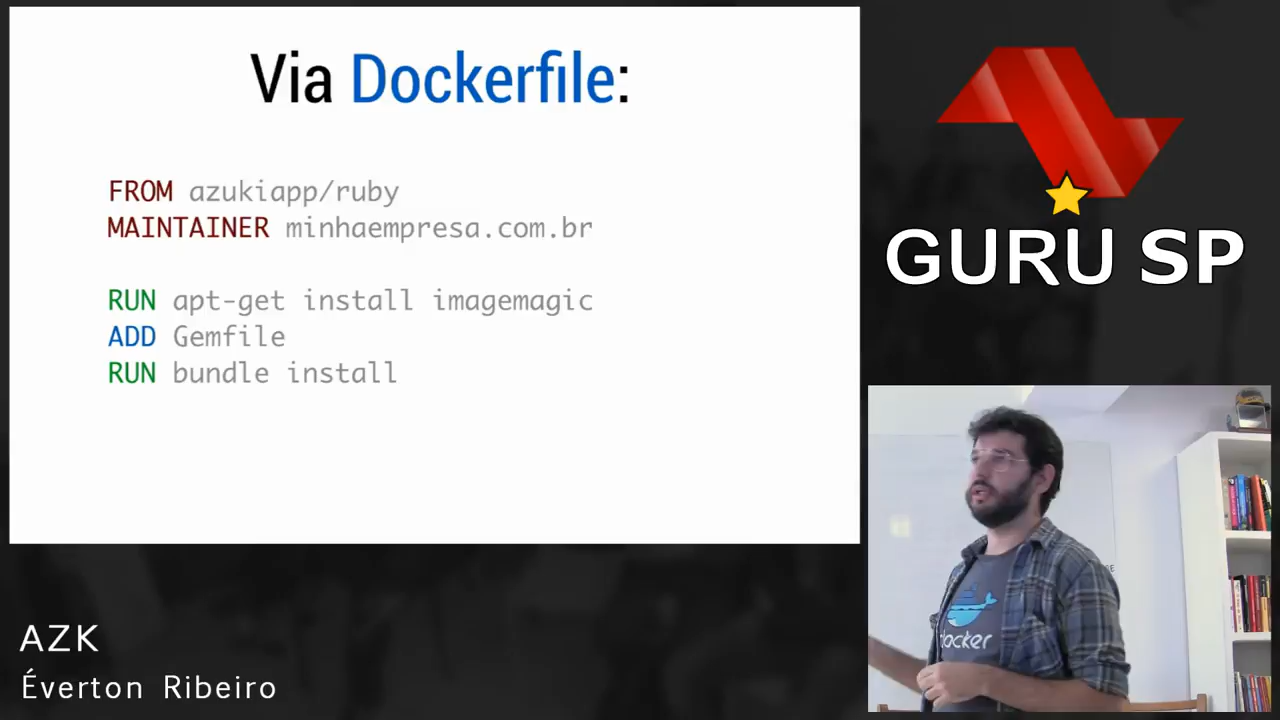 Via Dockerfile:
FROM azukiapp/ruby
MAINTAINER minhaempresa.com.br
RUN apt-get install imagemagic
ADD Gemfile
RUN bundle install
GURU SP
docker
AZK
Éverton Ribeiro